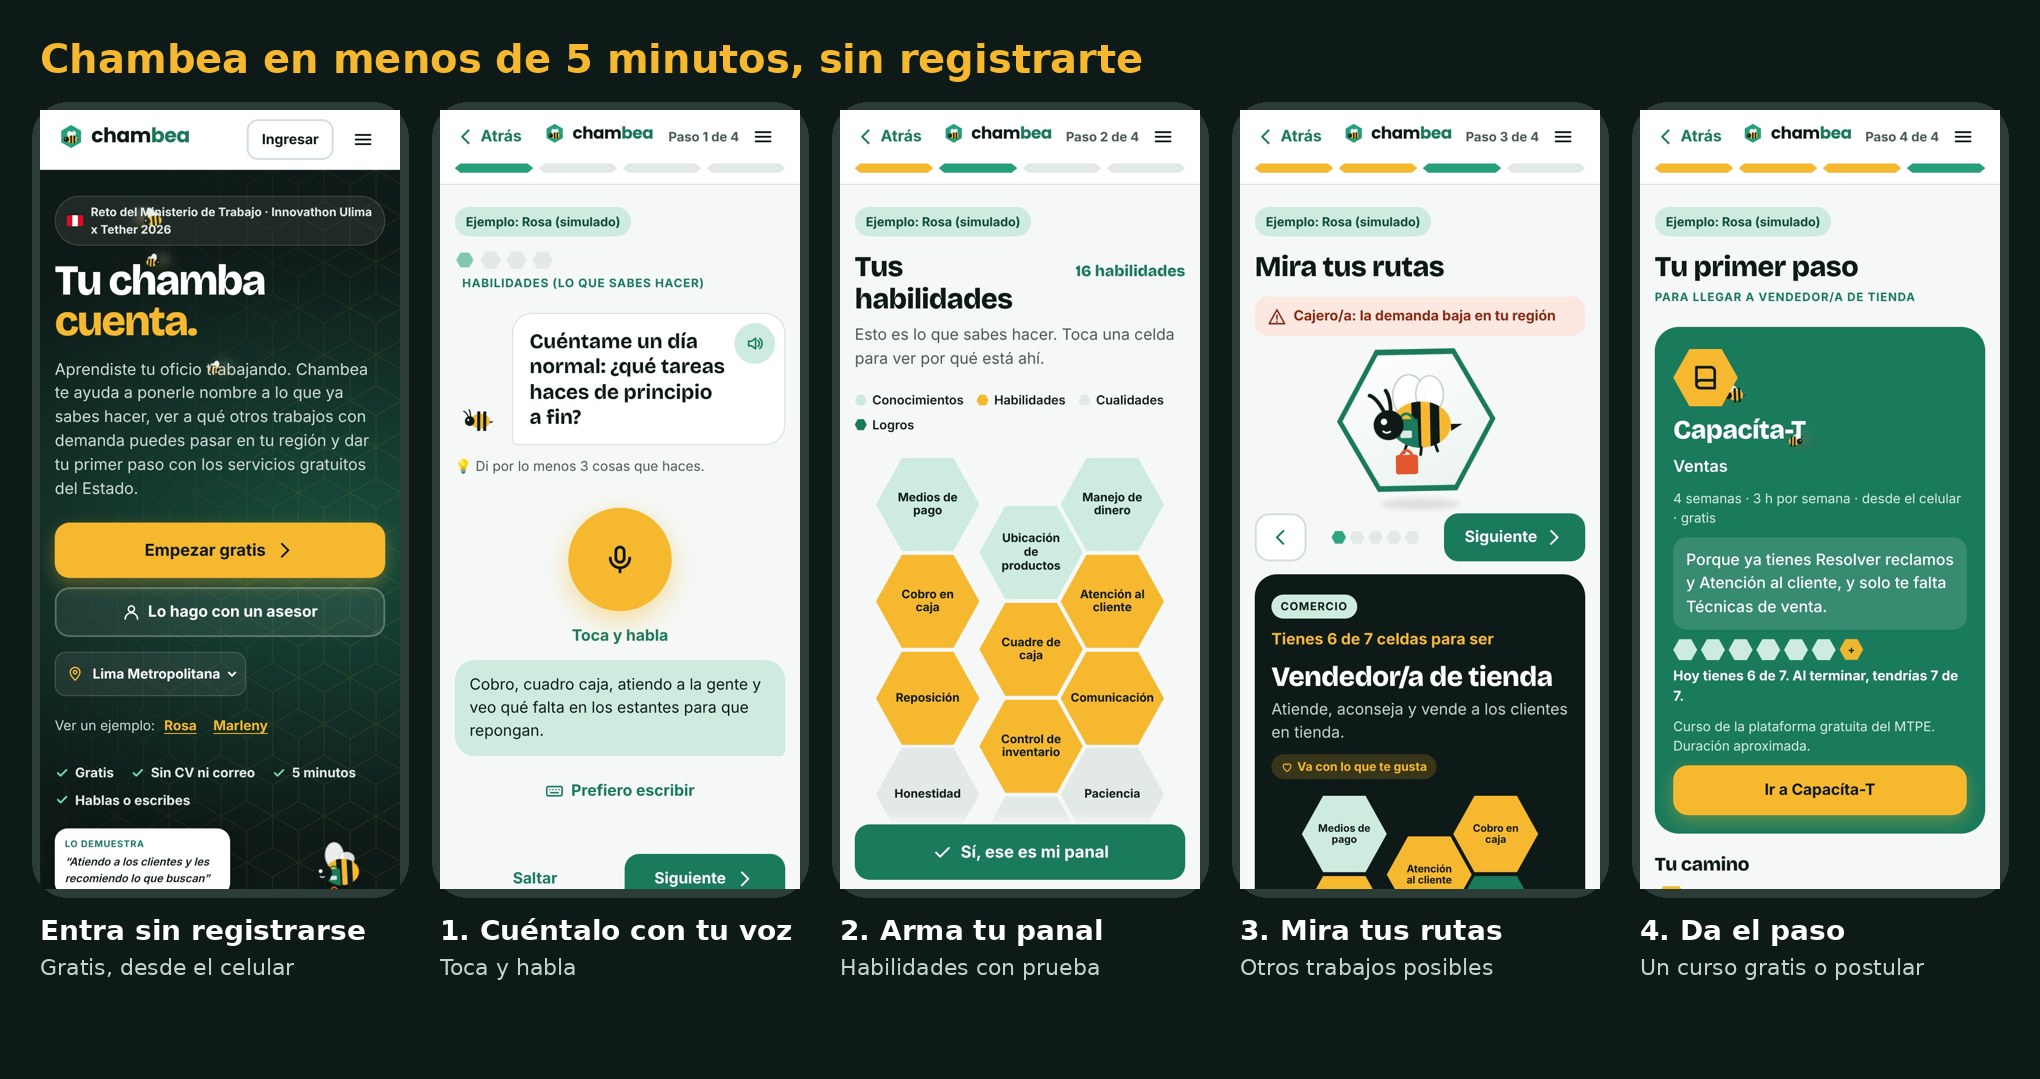 Chambea en menos de 5 minutos, sin registrarte
chambea
Ingresar
Reto del Ministerio de Trabajo · Innovathon Ulima
x Tether 2026
Tu chamba
cuenta.
Aprendiste tu oficio trabajando. Chambea
te ayuda a ponerle nombre a lo que ya
sabes hacer, ver a qué otros trabajos con
demanda puedes pasar en tu región y dar
tu primer paso con los servicios gratuitos
del Estado.
Empezar gratis
Lo hago con un asesor
Lima Metropolitana
Ver un ejemplo: Rosa Marleny
Gratis Sin CV ni correo 5 minutos
Hablas o escribes
LO DEMUESTRA
“Atiendo a los clientes y les
recomiendo lo que buscan”
Entra sin registrarse
Gratis, desde el celular
Atrás chambea Paso 1 de 4
Ejemplo: Rosa (simulado)
HABILIDADES (LO QUE SABES HACER)
Cuéntame un día
normal: ¿qué tareas
haces de principio
a fin?
Di por lo menos 3 cosas que haces.
Toca y habla
Cobro, cuadro caja, atiendo a la gente y
veo qué falta en los estantes para que
repongan.
Prefiero escribir
Saltar Siguiente
1. Cuéntalo con tu voz
Toca y habla
Atrás chambea Paso 2 de 4
Ejemplo: Rosa (simulado)
Tus
habilidades
16 habilidades
Esto es lo que sabes hacer. Toca una celda
para ver por qué está ahí.
Conocimientos Habilidades Cualidades
Logros
Medios de
pago
Manejo de
dinero
Ubicación
de
productos
Cobro en
caja
Atención al
cliente
Cuadre de
caja
Reposición
Comunicación
Control de
inventario
Honestidad
Paciencia
Sí, ese es mi panal
2. Arma tu panal
Habilidades con prueba
Atrás chambea Paso 3 de 4
Ejemplo: Rosa (simulado)
Mira tus rutas
Cajero/a: la demanda baja en tu región
Siguiente
COMERCIO
Tienes 6 de 7 celdas para ser
Vendedor/a de tienda
Atiende, aconseja y vende a los clientes
en tienda.
Va con lo que te gusta
Medios de
pago
Cobro en
caja
Atención
al cliente
3. Mira tus rutas
Otros trabajos posibles
Atrás chambea Paso 4 de 4
Ejemplo: Rosa (simulado)
Tu primer paso
PARA LLEGAR A VENDEDOR/A DE TIENDA
Capacíta-T
Ventas
4 semanas · 3 h por semana · desde el celular
· gratis
Porque ya tienes Resolver reclamos
y Atención al cliente, y solo te falta
Técnicas de venta.
+
Hoy tienes 6 de 7. Al terminar, tendrías 7 de
7.
Curso de la plataforma gratuita del MTPE.
Duración aproximada.
Ir a Capacíta-T
Tu camino
4. Da el paso
Un curso gratis o postular